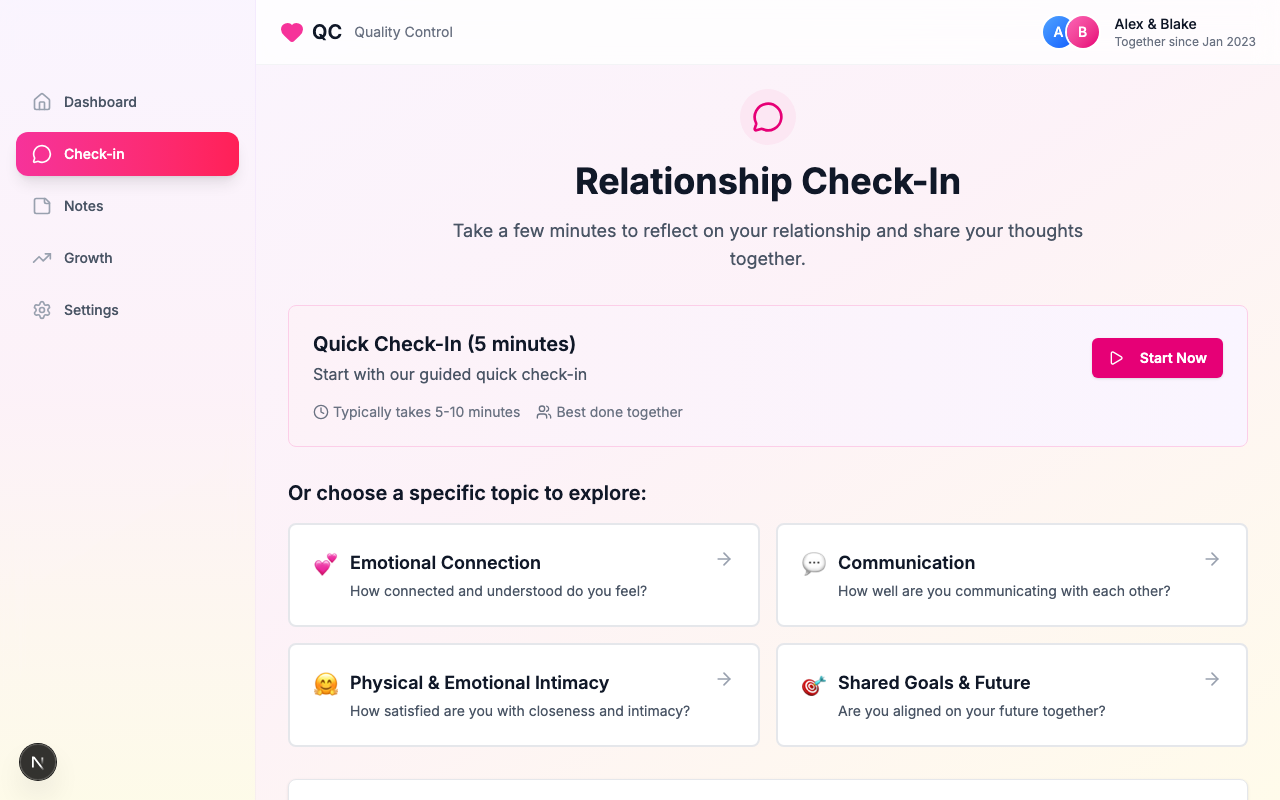 QC Quality Control
A B Alex & Blake
Together since Jan 2023
Dashboard
Check-in
Notes
Growth
Settings
Relationship Check-In
Take a few minutes to reflect on your relationship and share your thoughts
together.
Quick Check-In (5 minutes)
Start with our guided quick check-in
Typically takes 5-10 minutes Best done together
Start Now
Or choose a specific topic to explore:
Emotional Connection
How connected and understood do you feel?
Communication
How well are you communicating with each other?
Physical & Emotional Intimacy
How satisfied are you with closeness and intimacy?
Shared Goals & Future
Are you aligned on your future together?
N